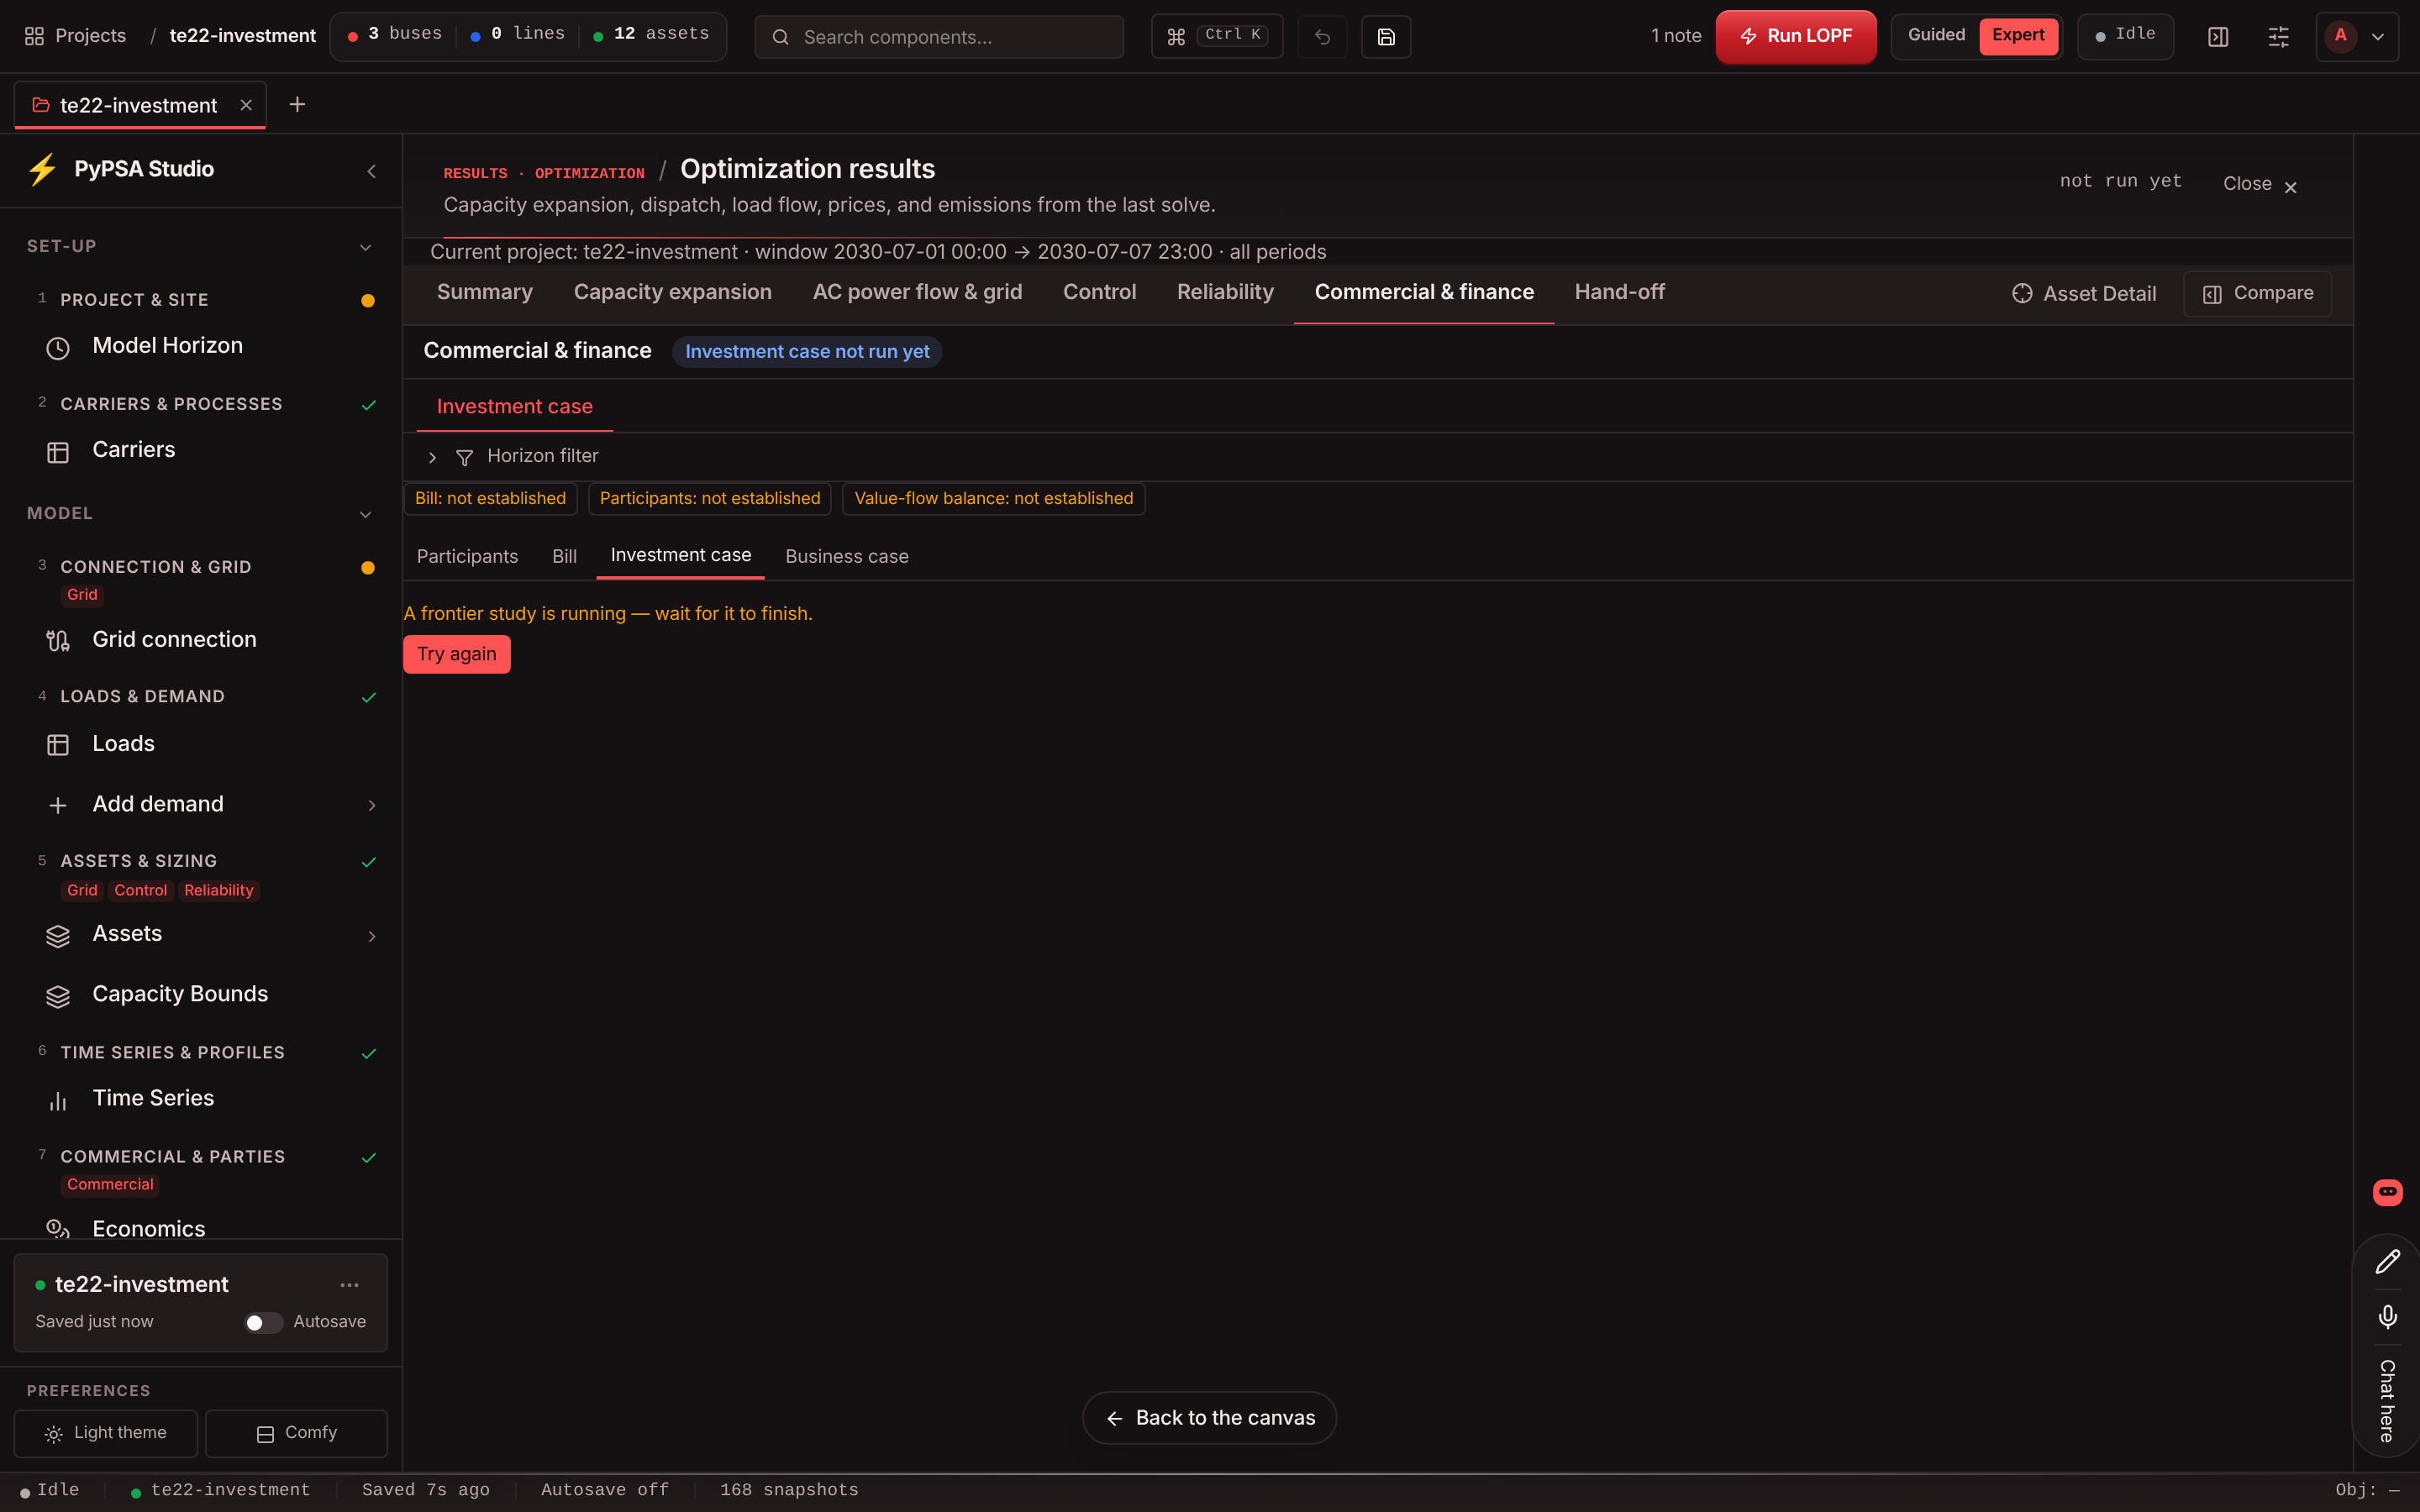 Projects / te22-investment
3 buses 0 lines 12 assets
Search components...
Ctrl K
1 note
Run LOPF
Guided Expert
Idle
A
te22-investment
PyPSA Studio
SET-UP
1 PROJECT & SITE
Model Horizon
2 CARRIERS & PROCESSES
Carriers
MODEL
3 CONNECTION & GRID
Grid
Grid connection
4 LOADS & DEMAND
Loads
Add demand
5 ASSETS & SIZING
Grid Control Reliability
Assets
Capacity Bounds
6 TIME SERIES & PROFILES
Time Series
7 COMMERCIAL & PARTIES
Commercial
Economics
te22-investment
Saved just now Autosave
PREFERENCES
Light theme Comfy
RESULTS · OPTIMIZATION / Optimization results
Capacity expansion, dispatch, load flow, prices, and emissions from the last solve.
not run yet Close
Current project: te22-investment · window 2030-07-01 00:00 → 2030-07-07 23:00 · all periods
Summary Capacity expansion AC power flow & grid Control Reliability Commercial & finance Hand-off
Asset Detail Compare
Commercial & finance Investment case not run yet
Investment case
Horizon filter
Bill: not established Participants: not established Value-flow balance: not established
Participants Bill Investment case Business case
A frontier study is running — wait for it to finish.
Try again
Back to the canvas
Chat here
Idle te22-investment Saved 7s ago Autosave off 168 snapshots
Obj: —